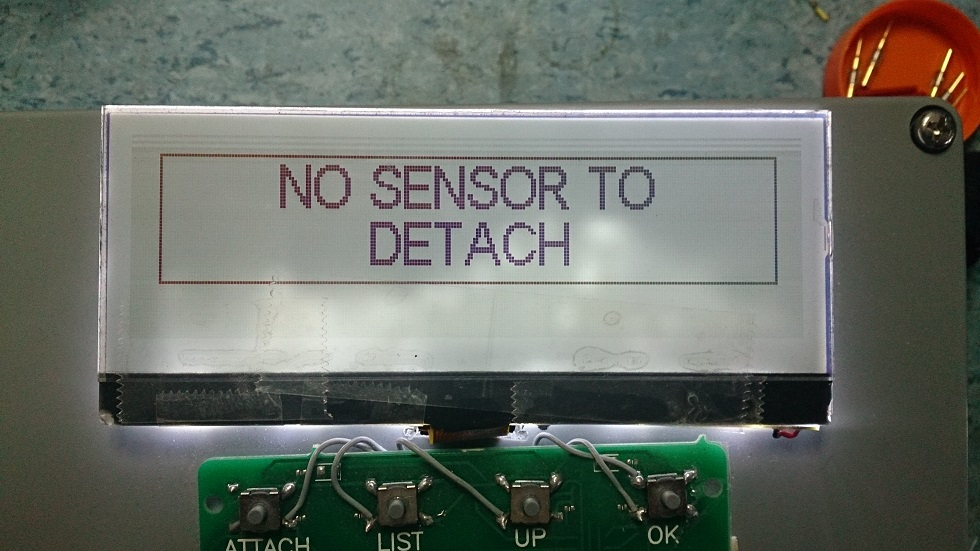 NO SENSOR TO
DETACH
ATTACH
LIST
UP
OK